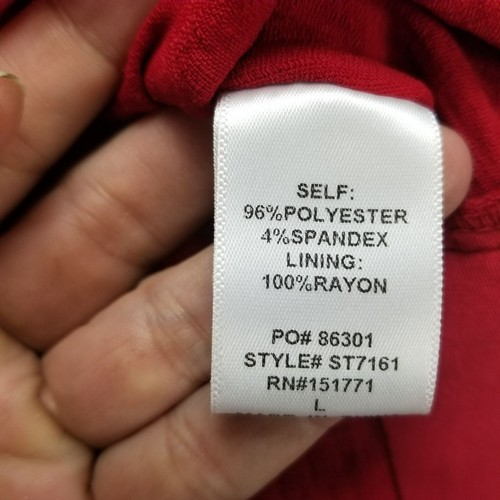 SELF:
96%POLYESTER
4%SPANDEX
LINING:
100%RAYON
PO# 86301
STYLE# ST7161
RN#151771
L